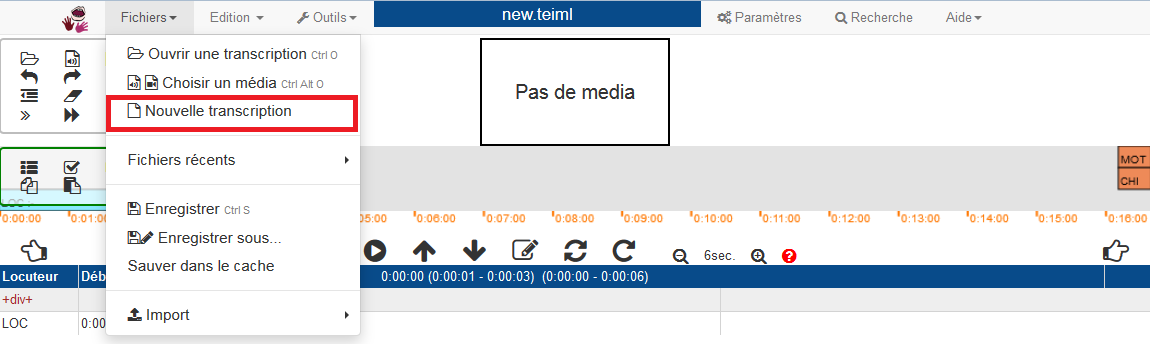 Fichiers Edition Outils new.teiml Paramètres Recherche Aide
Ouvrir une transcription Ctrl O
Choisir un média Ctrl Alt O
Nouvelle transcription
Pas de media
Fichiers récents
MOT
CHI
Enregistrer Ctrl S
Enregistrer sous...
Sauver dans le cache
Import
LOC
0:00:00 0:01:00 05:00 0:06:00 0:07:00 0:08:00 0:09:00 0:10:00 0:11:00 0:12:00 0:13:00 0:14:00 0:15:00 0:16:00
6sec. ?
Locuteur Déb 0:00:00 (0:00:01 - 0:00:03) (0:00:00 - 0:00:06)
+div+
LOC 0:00